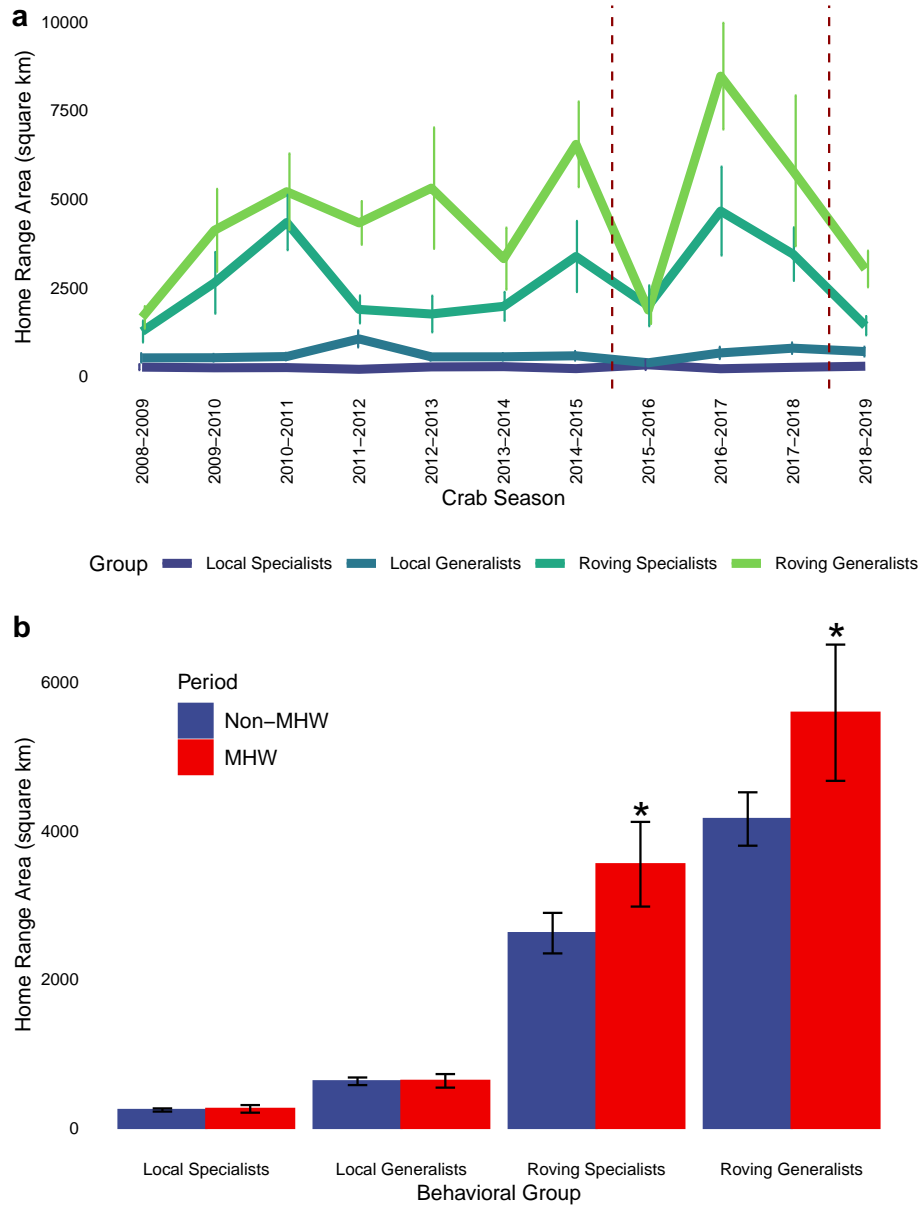 a
Home Range Area (square km)
10000
7500
5000
2500
0
2008–2009
2009–2010
2010–2011
2011–2012
2012–2013
2013–2014
2014–2015
2015–2016
2016–2017
2017–2018
2018–2019
Crab Season
Group Local Specialists Local Generalists Roving Specialists Roving Generalists
b
Home Range Area (square km)
6000
4000
2000
0
Period
Non–MHW
MHW
*
*
Local Specialists Local Generalists Roving Specialists Roving Generalists
Behavioral Group